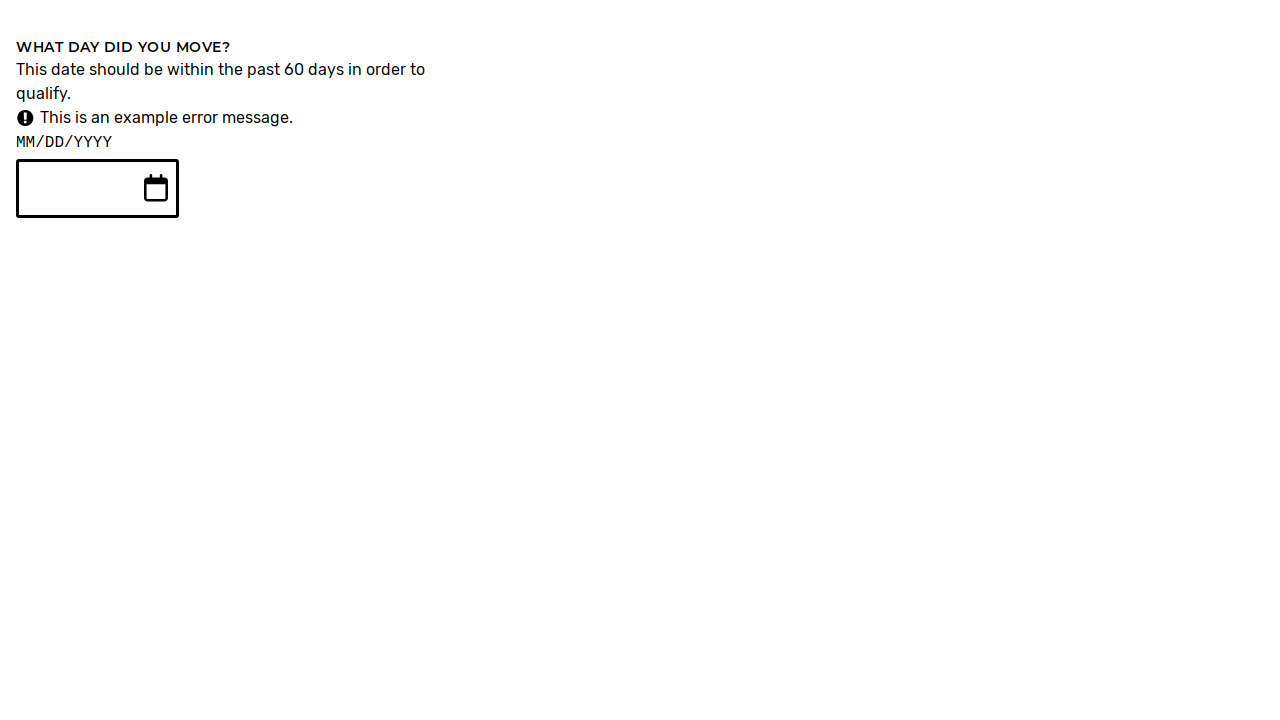 WHAT DAY DID YOU MOVE?
This date should be within the past 60 days in order to
qualify.
This is an example error message.
MM/DD/YYYY